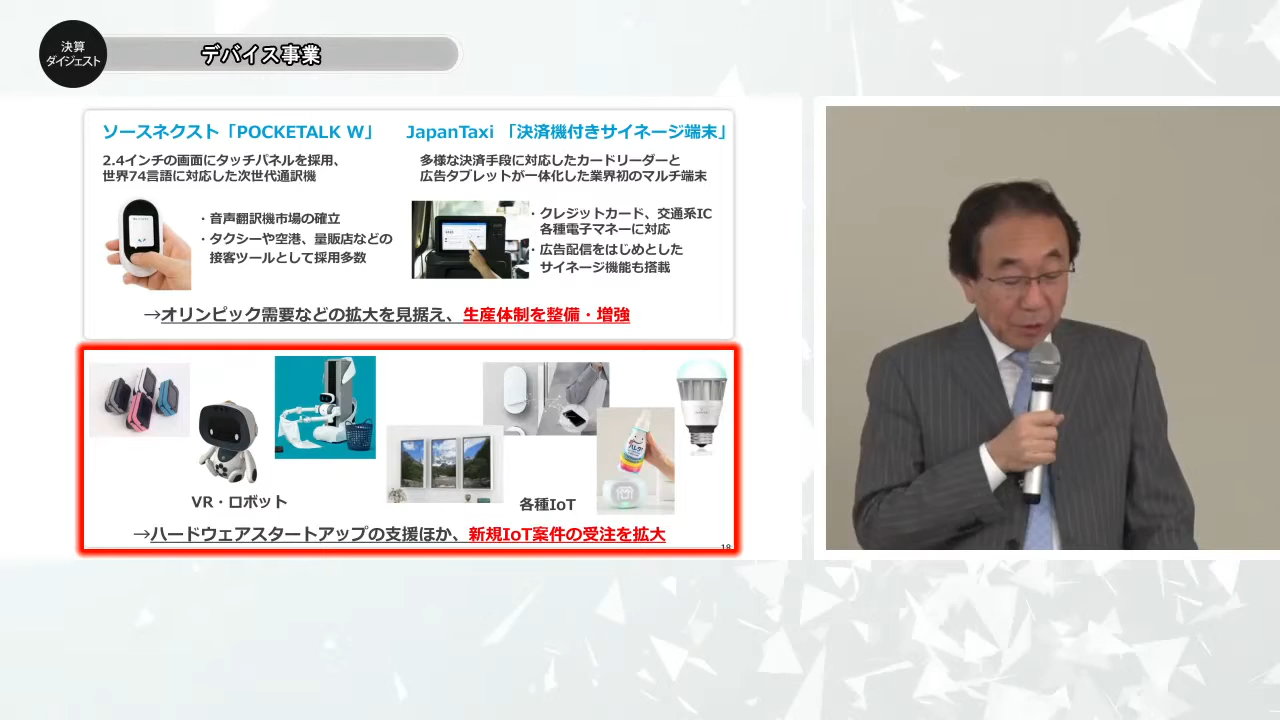 決算
ダイジェスト
デバイス事業
ソースネクスト「POCKETALK W」
2.4インチの画面にタッチパネルを採用、
世界74言語に対応した次世代通訳機
・音声翻訳機市場の確立
・タクシーや空港、量販店などの
接客ツールとして採用多数
JapanTaxi 「決済機付きサイネージ端末」
多様な決済手段に対応したカードリーダーと
広告タブレットが一体化した業界初のマルチ端末
・クレジットカード、交通系IC
各種電子マネーに対応
・広告配信をはじめとした
サイネージ機能も搭載
→オリンピック需要などの拡大を見据え、生産体制を整備・増強
VR・ロボット
各種IoT
→ハードウェアスタートアップの支援ほか、新規IoT案件の受注を拡大
18